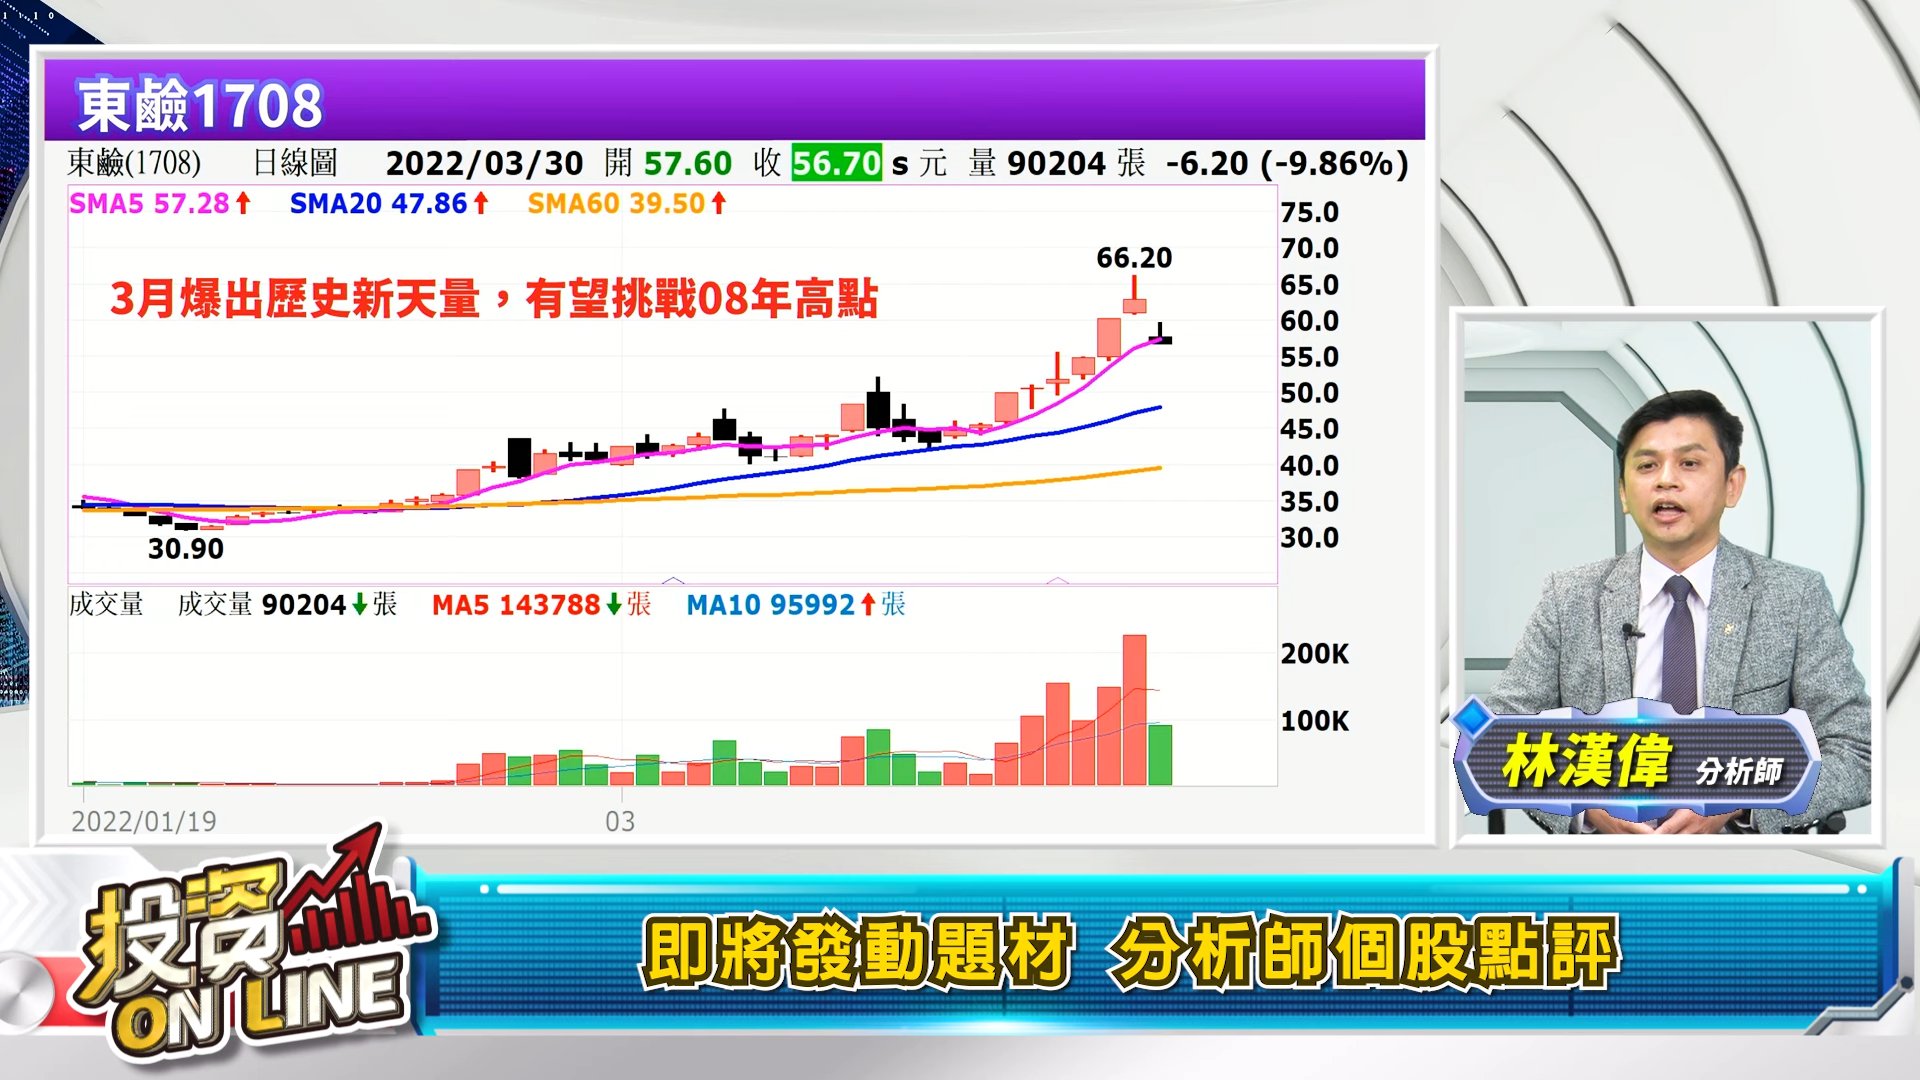 東鹼1708
東鹼(1708) 日線圖 2022/03/30 開 57.60 收 56.70 s 元 量 90204 張 -6.20 (-9.86%)
SMA5 57.28↑ SMA20 47.86↑ SMA60 39.50↑
75.0
70.0
66.20
65.0
3月爆出歷史新天量，有望挑戰08年高點
60.0
55.0
50.0
45.0
40.0
35.0
30.90
30.0
成交量 成交量 90204↓張 MA5 143788↓張 MA10 95992↑張
200K
100K
2022/01/19 03
林漢偉 分析師
投資
ON LINE
即將發動題材 分析師個股點評